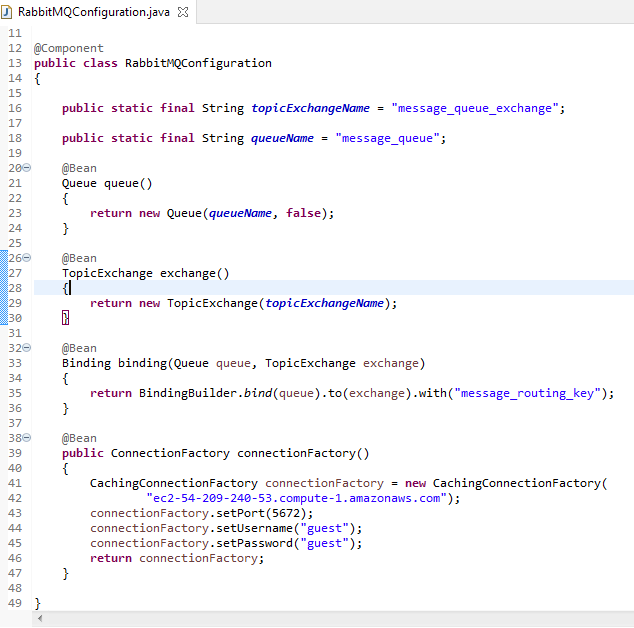 RabbitMQConfiguration.java
11
12 @Component
13 public class RabbitMQConfiguration
14 {
15
16     public static final String topicExchangeName = "message_queue_exchange";
17
18     public static final String queueName = "message_queue";
19
20     @Bean
21     Queue queue()
22     {
23         return new Queue(queueName, false);
24     }
25
26     @Bean
27     TopicExchange exchange()
28     {
29         return new TopicExchange(topicExchangeName);
30     }
31
32     @Bean
33     Binding binding(Queue queue, TopicExchange exchange)
34     {
35         return BindingBuilder.bind(queue).to(exchange).with("message_routing_key");
36     }
37
38     @Bean
39     public ConnectionFactory connectionFactory()
40     {
41         CachingConnectionFactory connectionFactory = new CachingConnectionFactory(
42                 "ec2-54-209-240-53.compute-1.amazonaws.com");
43         connectionFactory.setPort(5672);
44         connectionFactory.setUsername("guest");
45         connectionFactory.setPassword("guest");
46         return connectionFactory;
47     }
48
49 }